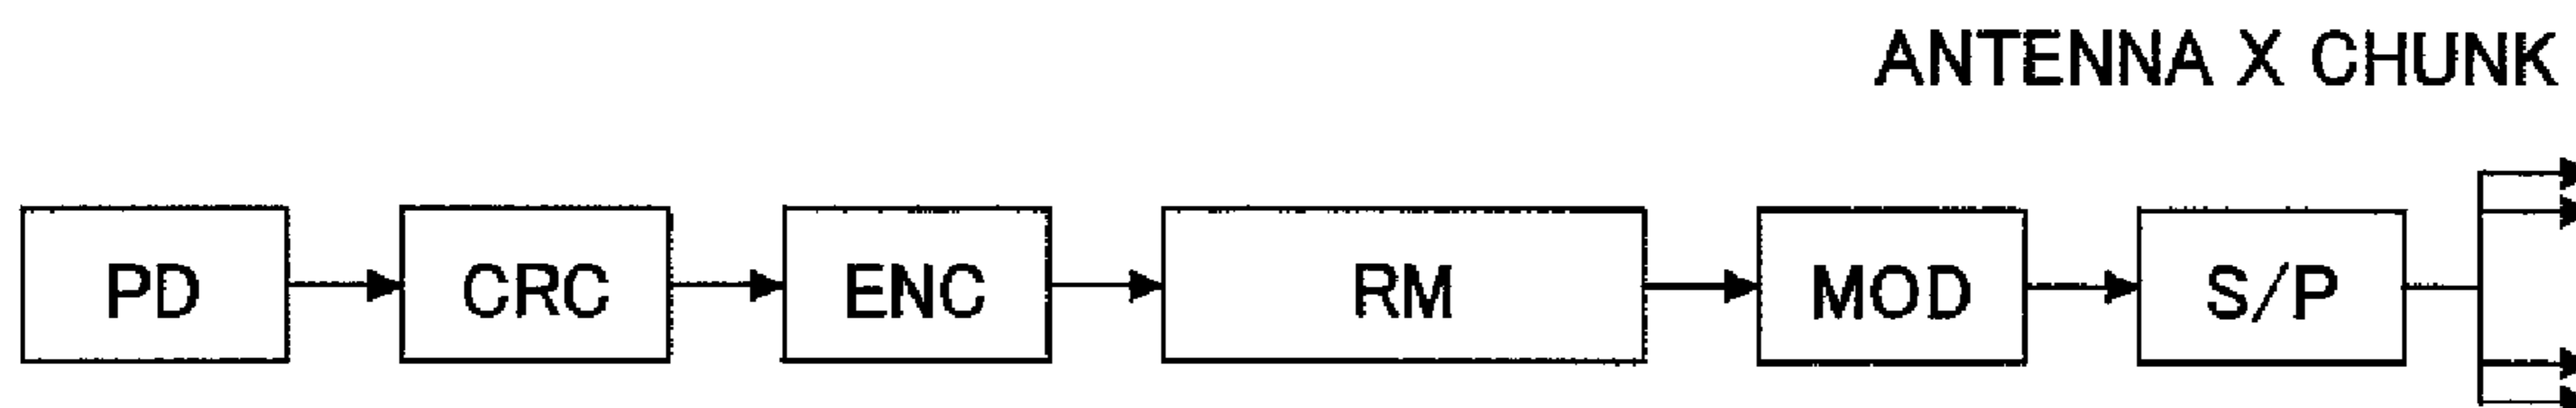 ANTENNA X CHUNK
PD CRC ENC RM MOD S/P